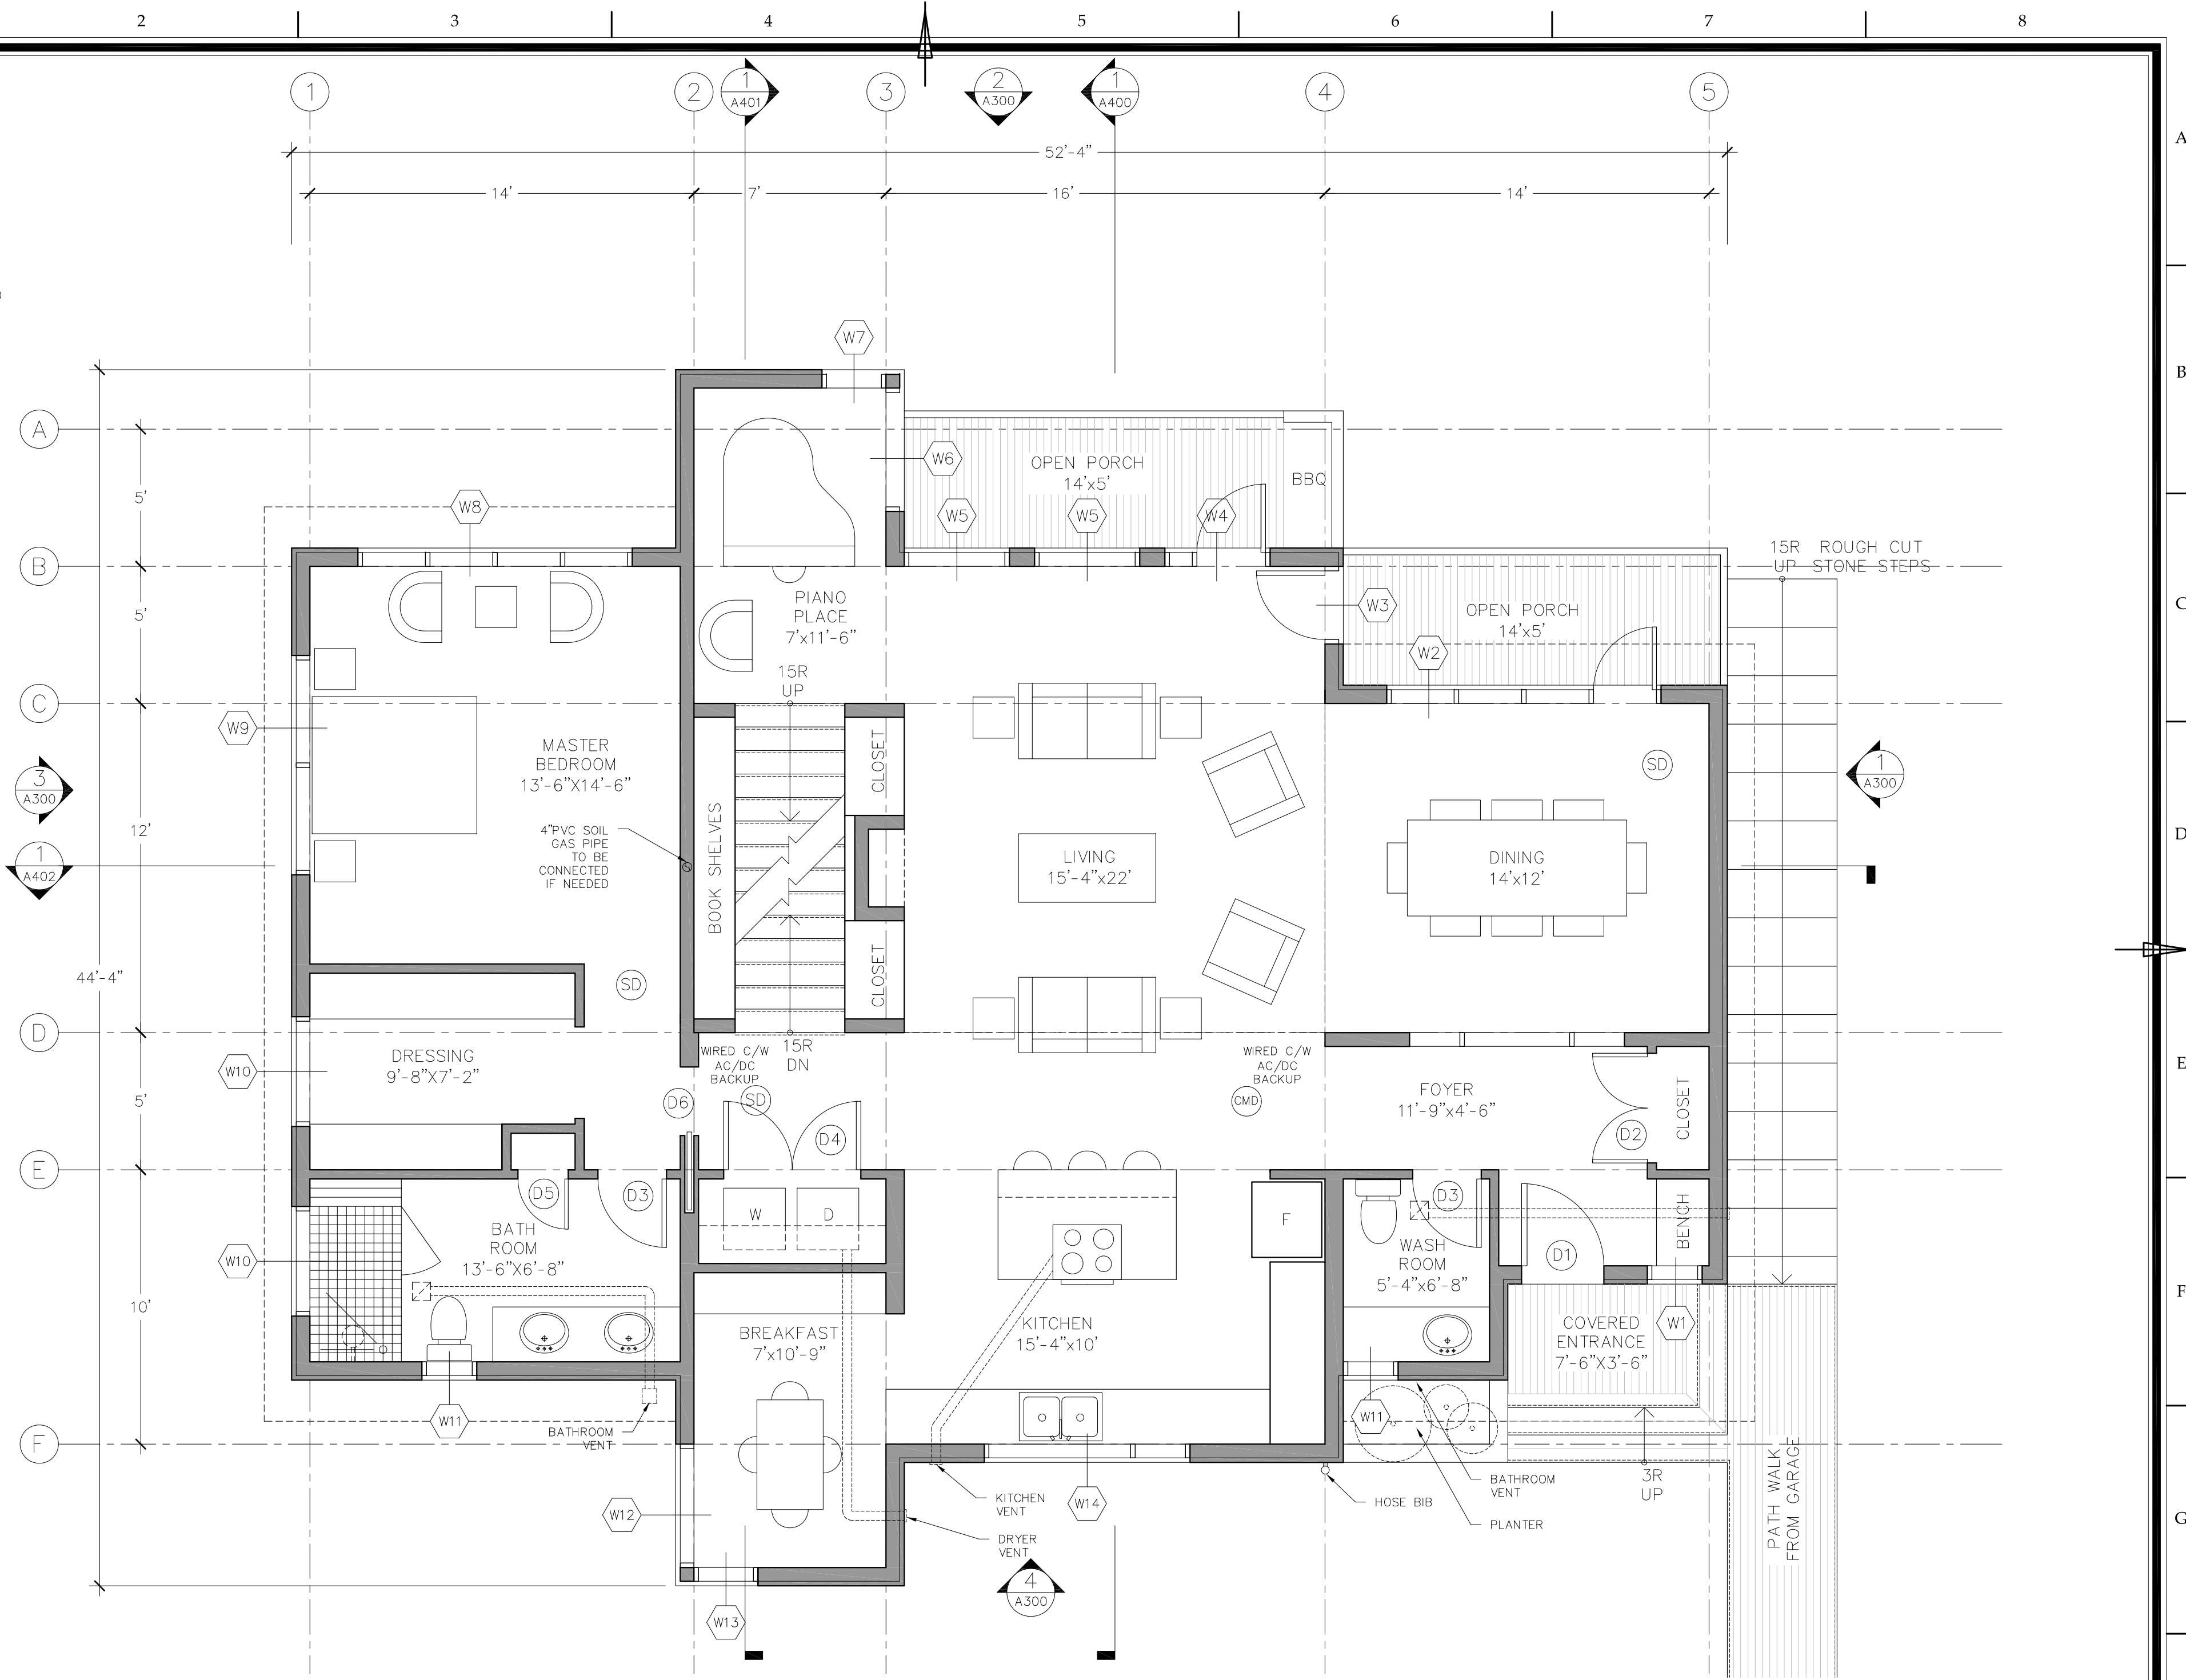 2 3 4 5 6 7 8
A
B
C
D
E
F
G
1 2 3 4 5
1
A401
2
A300
1
A400
52'-4"
14' 7' 16' 14'
W7
A
W6
OPEN PORCH
14'x5'
BBQ
5'
W8
W5 W5 W4
B
15R ROUGH CUT
UP STONE STEPS
PIANO
PLACE
7'x11'-6"
W3
OPEN PORCH
14'x5'
5'
W2
15R
UP
C
W9
MASTER
BEDROOM
13'-6"X14'-6"
CLOSET
SD
3
A300
1
A300
12'
4"PVC SOIL
GAS PIPE
TO BE
CONNECTED
IF NEEDED
BOOK SHELVES
LIVING
15'-4"x22'
DINING
14'x12'
1
A402
44'-4"
SD
CLOSET
D
DRESSING
9'-8"X7'-2"
WIRED C/W
AC/DC
BACKUP
15R
DN
WIRED C/W
AC/DC
BACKUP
W10
5'
D6
SD
CMD
FOYER
11'-9"x4'-6"
CLOSET
D4
D2
E
D5
D3
W
D
F
D3
BENCH
BATH
ROOM
13'-6"X6'-8"
W10
WASH
ROOM
5'-4"x6'-8"
D1
10'
BREAKFAST
7'x10'-9"
KITCHEN
15'-4"x10'
COVERED
ENTRANCE
7'-6"X3'-6"
W1
W11
W11
BATHROOM
VENT
F
3R
UP
PATH WALK
FROM GARAGE
W12
KITCHEN
VENT
W14
HOSE BIB
BATHROOM
VENT
PLANTER
DRYER
VENT
4
A300
W13